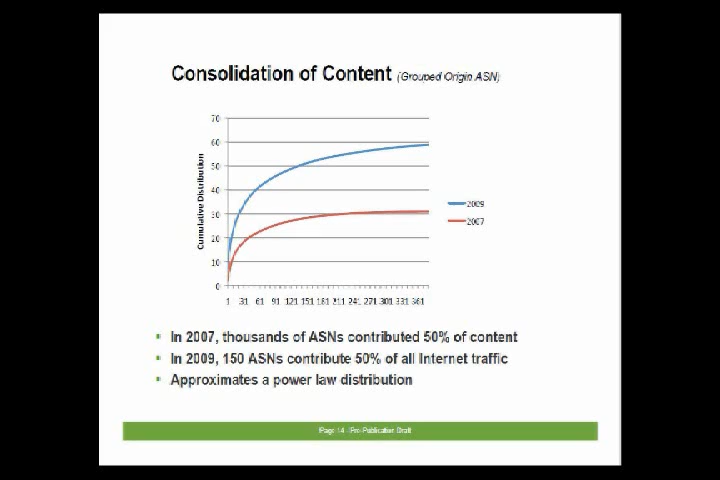 Consolidation of Content (Grouped Origin ASN)
70
60
50
40
30
20
10
0
Cumulative Distribution
1 31 61 91 121 151 181 211 241 271 301 331 361
2009
2007
In 2007, thousands of ASNs contributed 50% of content
In 2009, 150 ASNs contribute 50% of all Internet traffic
Approximates a power law distribution
Page 14 - Pre-Publication Draft